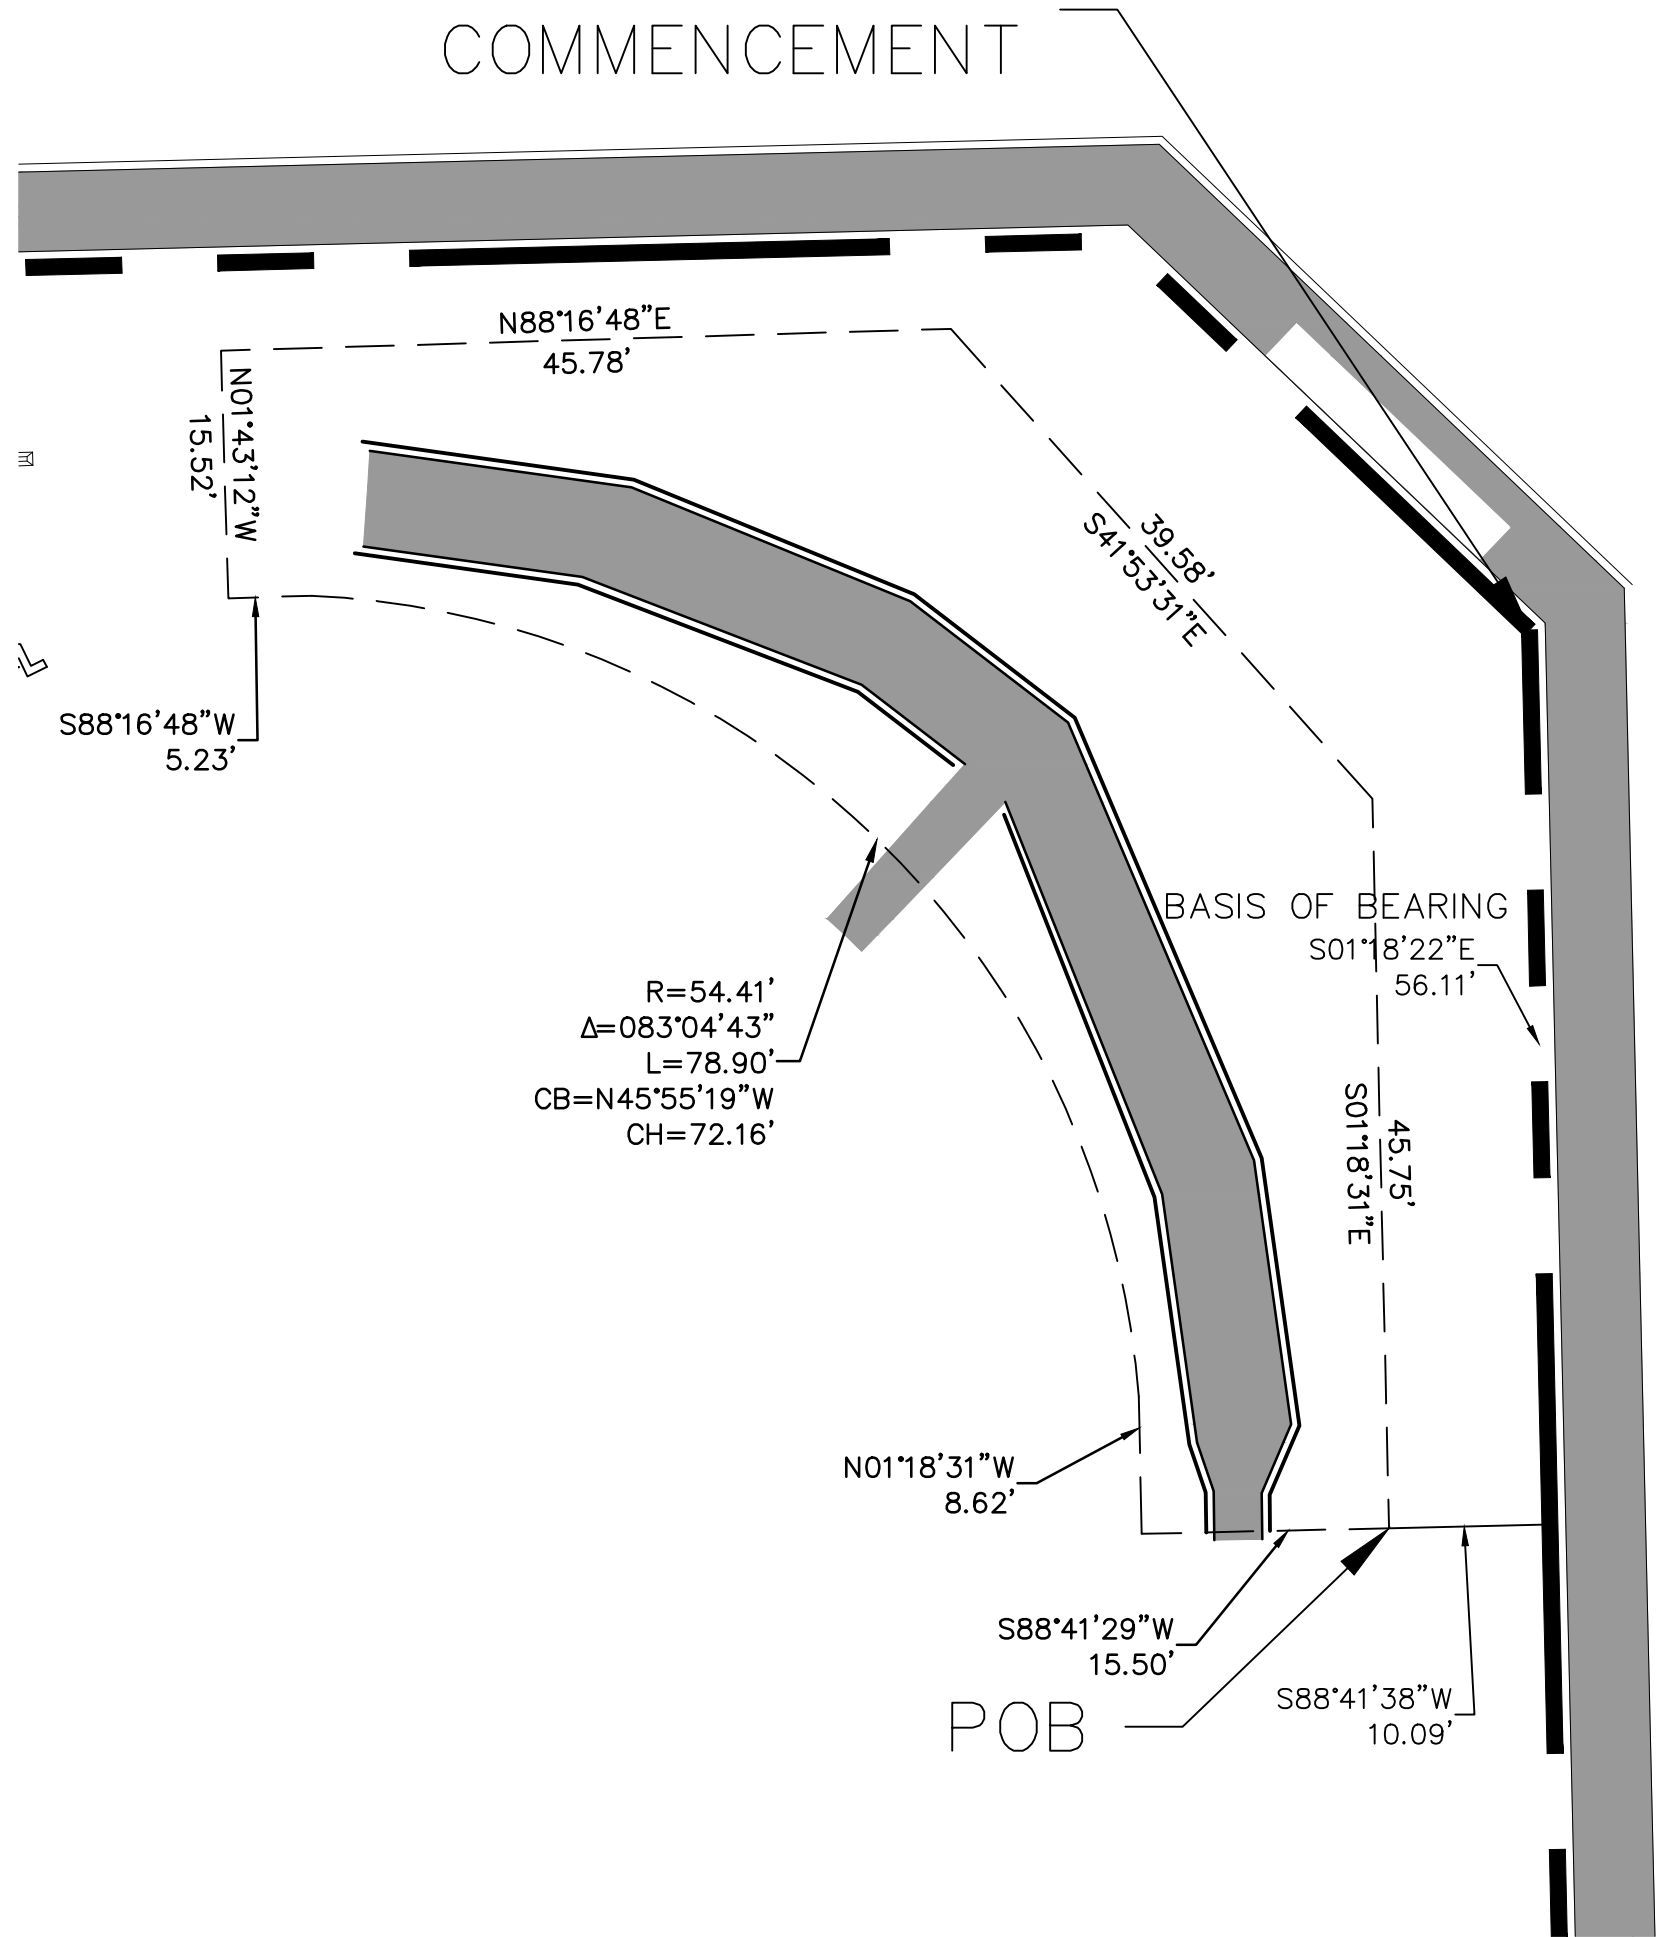 COMMENCEMENT
N88°16'48"E
45.78'
N01°43'12"W
15.52'
39.58'
S41°53'31"E
S88°16'48"W
5.23'
BASIS OF BEARING
S01°18'22"E
56.11'
R=54.41'
Δ=083°04'43"
L=78.90'
CB=N45°55'19"W
CH=72.16'
45.75'
S01°18'31"E
N01°18'31"W
8.62'
S88°41'29"W
15.50'
POB
S88°41'38"W
10.09'